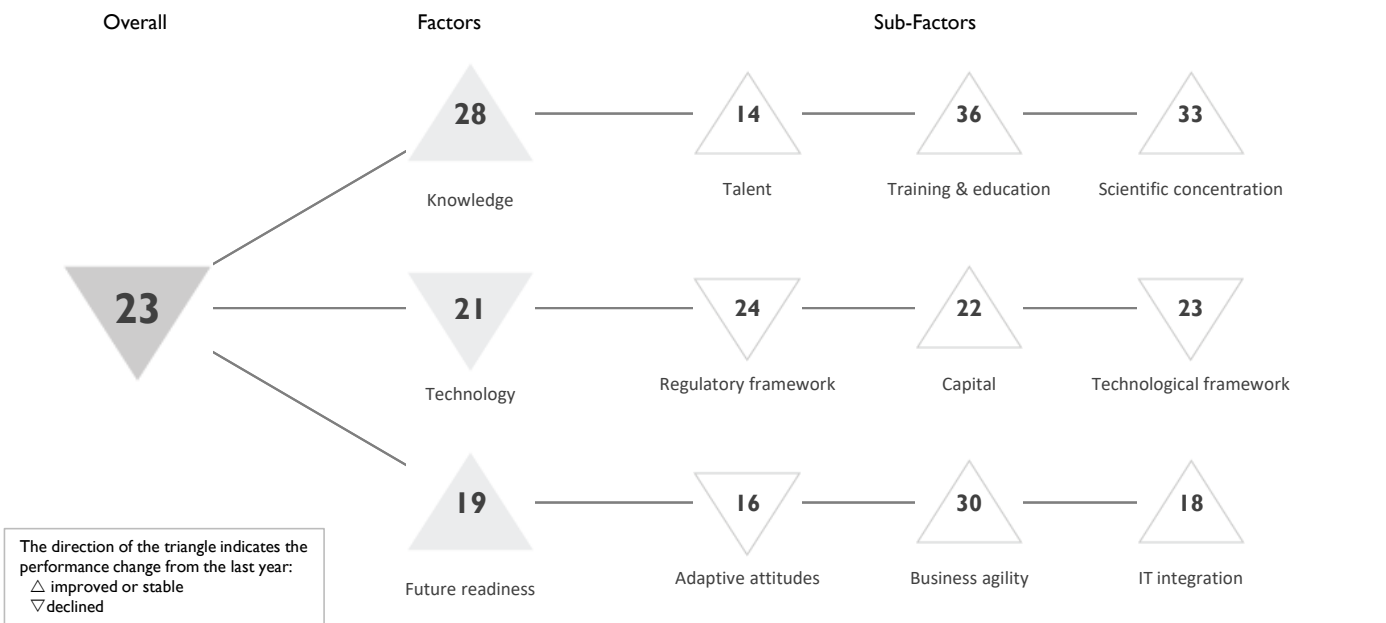 Overall Factors Sub-Factors
28 14 36 33
Knowledge Talent Training & education Scientific concentration
23 21 24 22 23
Technology Regulatory framework Capital Technological framework
19 16 30 18
Future readiness Adaptive attitudes Business agility IT integration
The direction of the triangle indicates the
performance change from the last year:
△ improved or stable
▽ declined